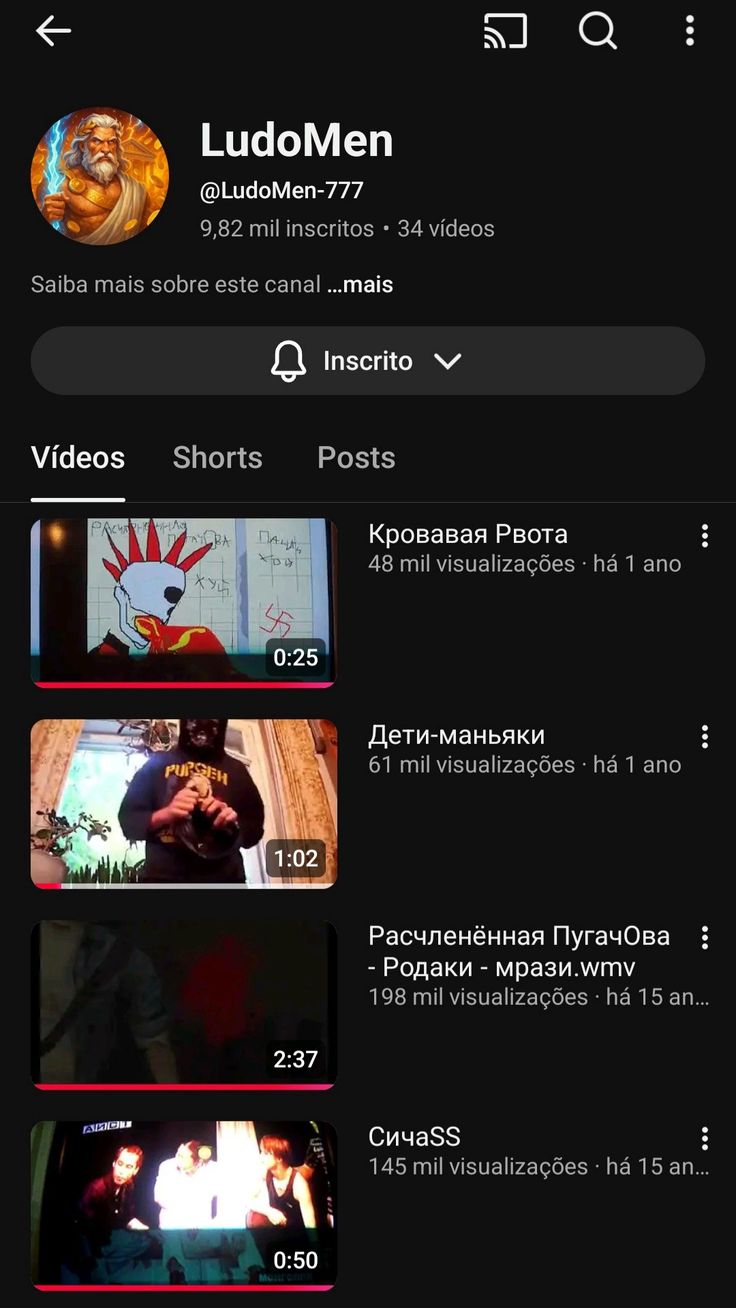 LudoMen
@LudoMen-777
9,82 mil inscritos • 34 vídeos
Saiba mais sobre este canal ...mais
Inscrito
Vídeos
Shorts
Posts
Кровавая Рвота
48 mil visualizações · há 1 ano
ХУЙ
0:25
Дети-маньяки
61 mil visualizações · há 1 ano
PURGEN
1:02
Расчленённая ПугачОва
- Родаки - мрази.wmv
198 mil visualizações · há 15 an...
2:37
СичаSS
145 mil visualizações · há 15 an...
0:50